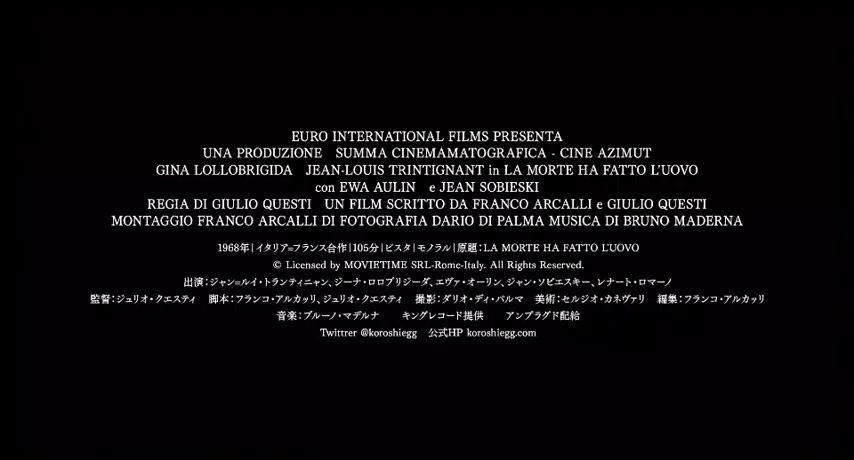 EURO INTERNATIONAL FILMS PRESENTA
UNA PRODUZIONE SUMMA CINEMAMATOGRAFICA - CINE AZIMUT
GINA LOLLOBRIGIDA JEAN-LOUIS TRINTIGNANT in LA MORTE HA FATTO L'UOVO
con EWA AULIN e JEAN SOBIESKI
REGIA DI GIULIO QUESTI UN FILM SCRITTO DA FRANCO ARCALLI e GIULIO QUESTI
MONTAGGIO FRANCO ARCALLI DI FOTOGRAFIA DARIO DI PALMA MUSICA DI BRUNO MADERNA
1968年|イタリア=フランス合作|105分|ビスタ|モノラル|原題:LA MORTE HA FATTO L'UOVO
© Licensed by MOVIETIME SRL-Rome-Italy. All Rights Reserved.
出演:ジャン=ルイ・トランティニャン、ジーナ・ロロブリジーダ、エヴァ・オーリン、ジャン・ソビエスキー、レナート・ロマーノ
監督:ジュリオ・クエスティ 脚本:フランコ・アルカッリ、ジュリオ・クエスティ 撮影:ダリオ・ディ・パルマ 美術:セルジオ・カネヴァリ 編集:フランコ・アルカッリ
音楽:ブルーノ・マデルナ キングレコード提供 アンプラグド配給
Twittrer @koroshiegg 公式HP koroshiegg.com